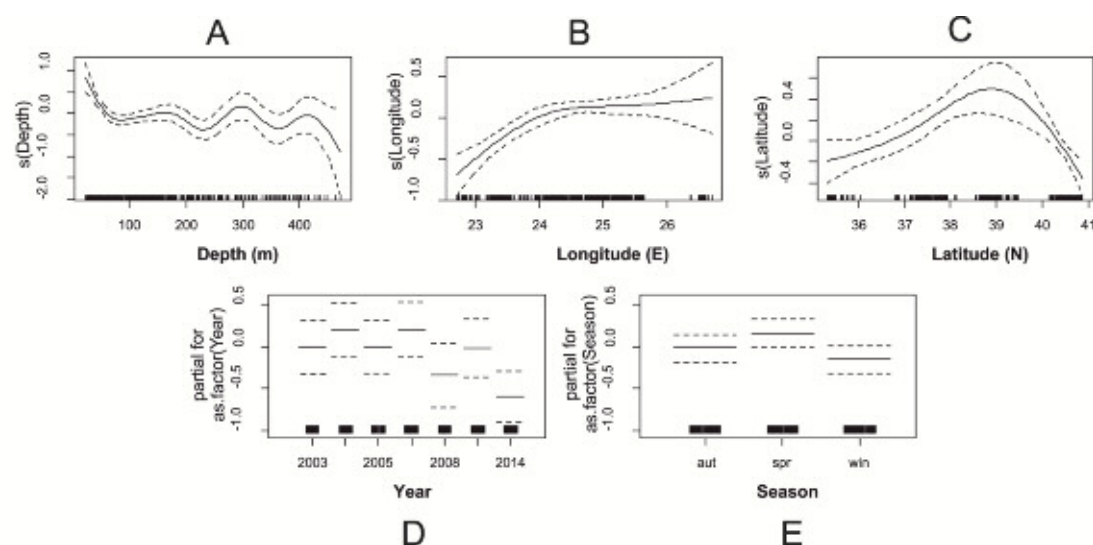 A
B
C
s(Depth)
1.0
0.0
-1.0
-2.0
100
200
300
400
Depth (m)
s(Longitude)
0.5
0.0
-0.5
-1.0
23
24
25
26
Longitude (E)
s(Latitude)
0.4
0.0
-0.4
36
37
38
39
40
41
Latitude (N)
partial for
as.factor(Year)
0.5
0.0
-0.5
-1.0
2003
2005
2008
2014
Year
partial for
as.factor(Season)
0.5
0.0
-0.5
-1.0
aut
spr
win
Season
D
E